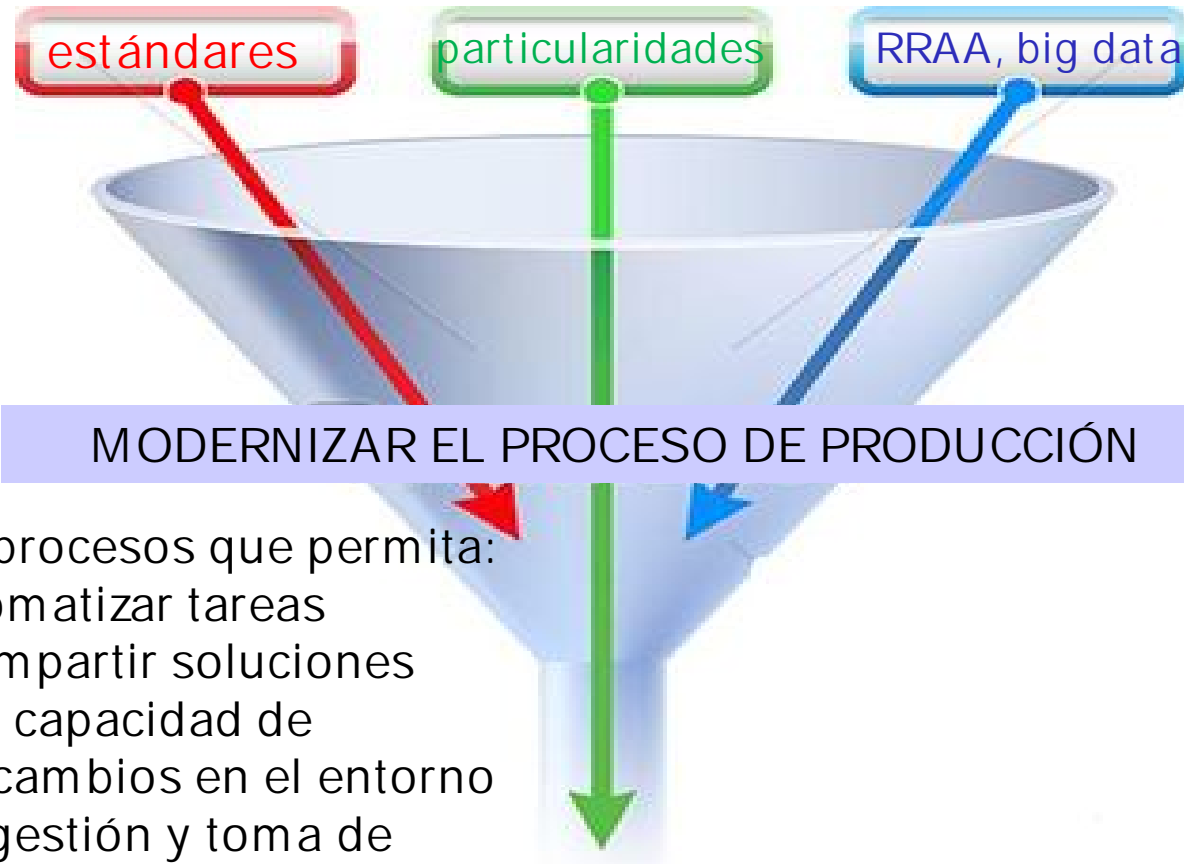 estándares
particularidades
RRAA, big data
MODERNIZAR EL PROCESO DE PRODUCCIÓN
procesos que permita:
omatizar tareas
mpartir soluciones
capacidad de
cambios en el entorno
gestión y toma de